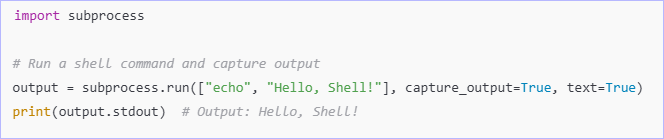 import subprocess
# Run a shell command and capture output
output = subprocess.run(["echo", "Hello, Shell!"], capture_output=True, text=True)
print(output.stdout)  # Output: Hello, Shell!